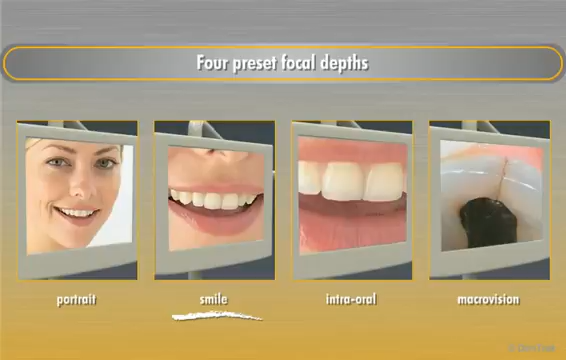 Four preset focal depths
portrait
smile
intra-oral
macrovision